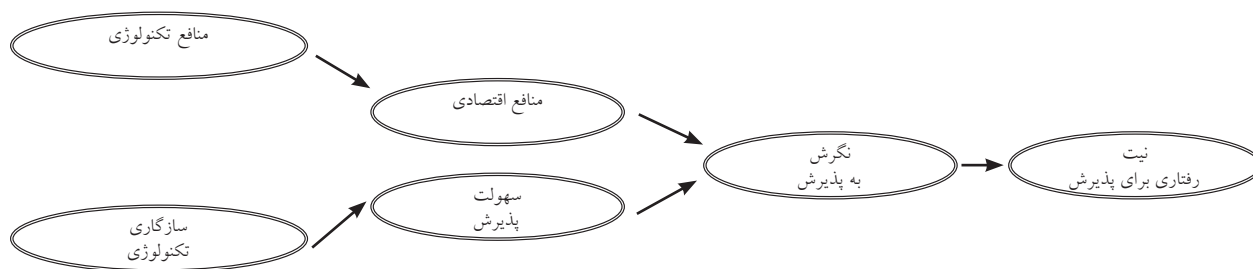 منافع تکنولوژی
منافع اقتصادی
نگرش
به پذیرش
نیت
رفتاری برای پذیرش
سهولت
پذیرش
سازگاری
تکنولوژی